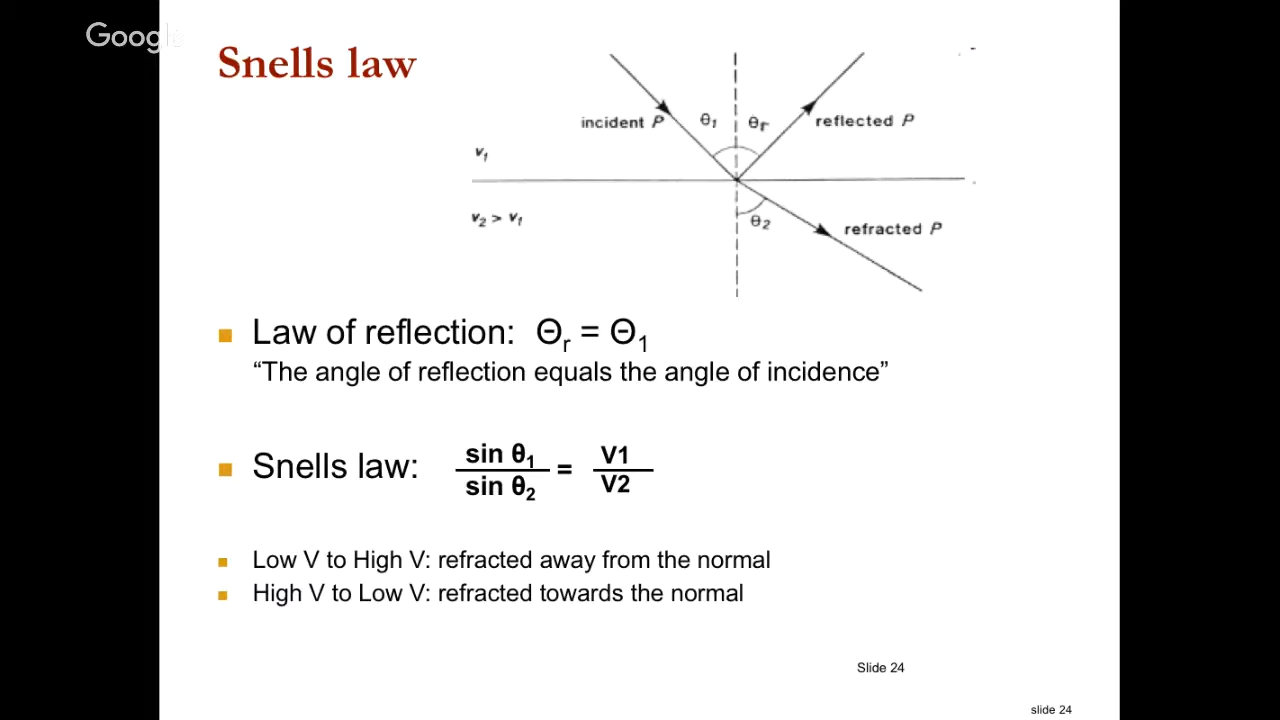 Google
Snells law
incident P
θ1
θr
reflected P
v1
v2 > v1
θ2
refracted P
Law of reflection: Θr = Θ1
“The angle of reflection equals the angle of incidence”
Snells law: sin θ1 / sin θ2 = V1 / V2
Low V to High V: refracted away from the normal
High V to Low V: refracted towards the normal
Slide 24
slide 24